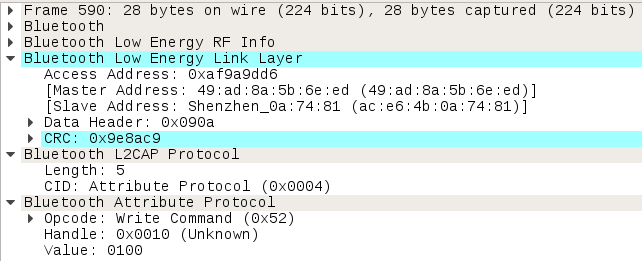 Frame 590: 28 bytes on wire (224 bits), 28 bytes captured (224 bits)
Bluetooth
Bluetooth Low Energy RF Info
Bluetooth Low Energy Link Layer
Access Address: 0xaf9a9dd6
[Master Address: 49:ad:8a:5b:6e:ed (49:ad:8a:5b:6e:ed)]
[Slave Address: Shenzhen_0a:74:81 (ac:e6:4b:0a:74:81)]
Data Header: 0x090a
CRC: 0x9e8ac9
Bluetooth L2CAP Protocol
Length: 5
CID: Attribute Protocol (0x0004)
Bluetooth Attribute Protocol
Opcode: Write Command (0x52)
Handle: 0x0010 (Unknown)
Value: 0100